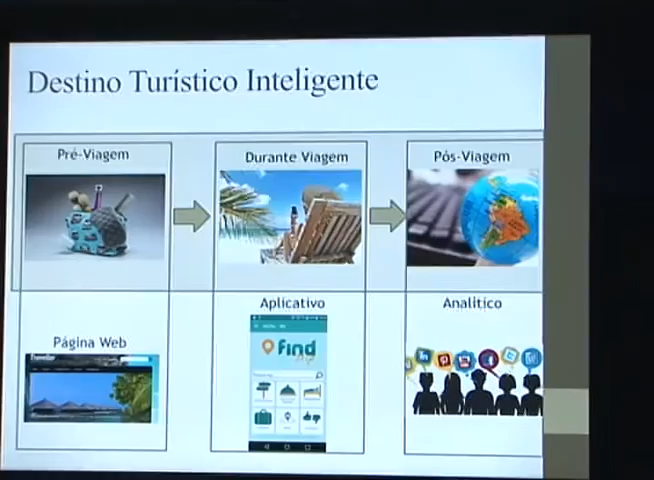 Destino Turístico Inteligente
Pré-Viagem
Durante Viagem
Pós-Viagem
Página Web
Aplicativo
Analítico
find